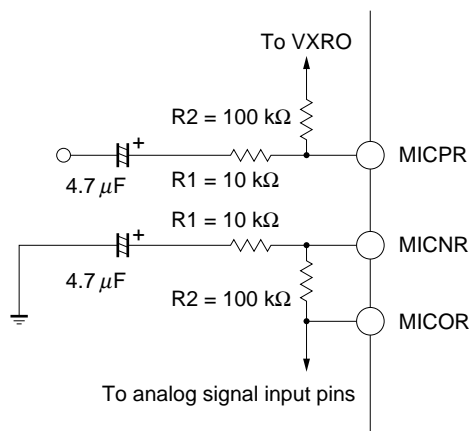 To VXRO
R2 = 100 kΩ
+
MICPR
4.7 μF
R1 = 10 kΩ
R1 = 10 kΩ
+
MICNR
4.7 μF
R2 = 100 kΩ
MICOR
To analog signal input pins